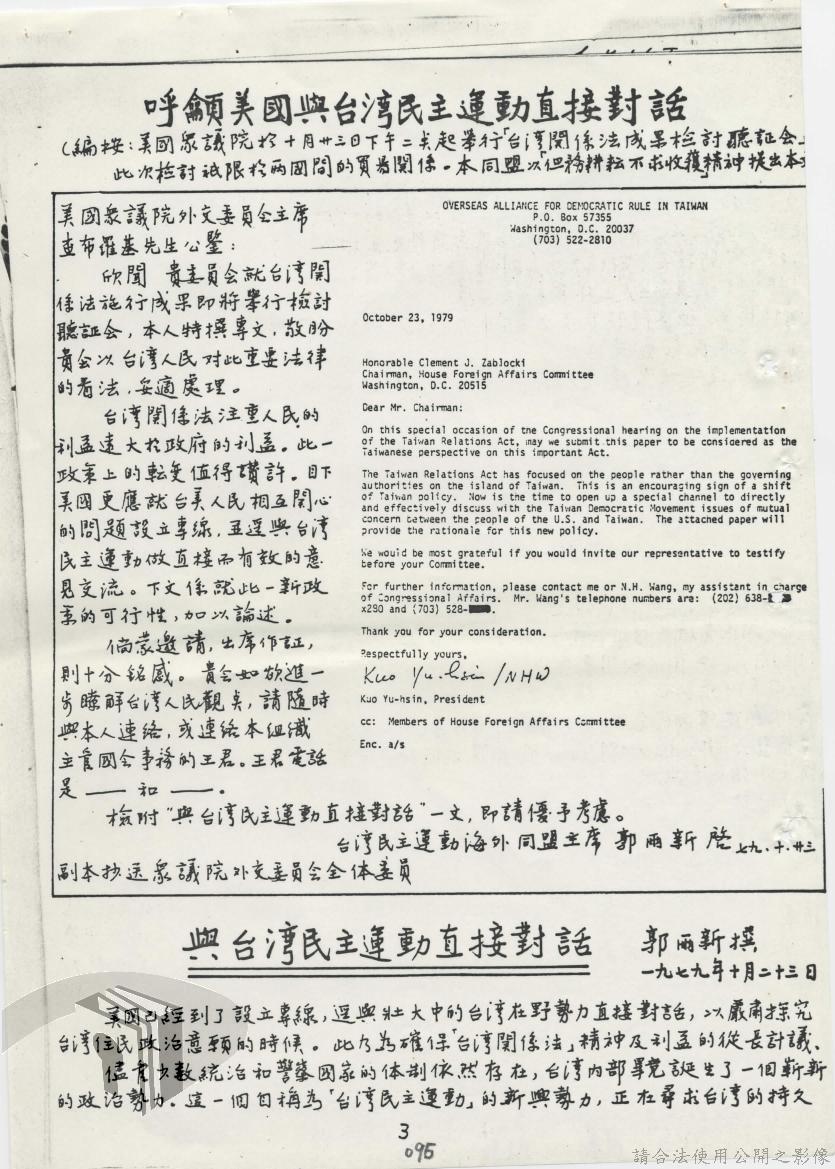 呼籲美國與台湾民主運動直接對話
(編按:美國眾議院於十月廿三日下午二点起舉行「台湾関係法成果檢討聽証会」
此次檢討祇限於兩國間的貿易関係。本同盟以「但務耕耘不求收獲」精神提出本文
美國眾議院外交委員会主席
查布羅基先生公鑒:
欣聞 貴委員会就台湾関
係法施行成果即將舉行檢討
聽証会,本人特撰專文,敬盼
貴会以台湾人民對此重要法律
的看法,妥適處理。
台湾関係法注重人民的
利益遠大於政府的利益。此一
政策上的転变值得讚許。目下
美國更應就台美人民相互関心
的問題設立專線,並逕與台湾
民主運動做直接而有效的意
見交流。下文係就此一新政
策的可行性,加以論述。
倘蒙邀請,出席作証,
則十分銘感。貴会如欲進一
步瞭解台湾人民觀点,請隨時
與本人連絡,或連絡本組織
主管國会事務的王君。王君電話
是 —— 和 ——。
OVERSEAS ALLIANCE FOR DEMOCRATIC RULE IN TAIWAN
P.O. Box 57355
Washington, D.C. 20037
(703) 522-2810
October 23, 1979
Honorable Clement J. Zablocki
Chairman, House Foreign Affairs Committee
Washington, D.C. 20515
Dear Mr. Chairman:
On this special occasion of the Congressional hearing on the implementation
of the Taiwan Relations Act, may we submit this paper to be considered as the
Taiwanese perspective on this important Act.
The Taiwan Relations Act has focused on the people rather than the governing
authorities on the island of Taiwan. This is an encouraging sign of a shift
of Taiwan policy. Now is the time to open up a special channel to directly
and effectively discuss with the Taiwan Democratic Movement issues of mutual
concern between the people of the U.S. and Taiwan. The attached paper will
provide the rationale for this new policy.
We would be most grateful if you would invite our representative to testify
before your Committee.
For further information, please contact me or N.H. Wang, my assistant in charge
of Congressional Affairs. Mr. Wang's telephone numbers are: (202) 638-
x280 and (703) 528-
Thank you for your consideration.
Respectfully yours,
Kuo Yu-hsin /NHW
Kuo Yu-hsin, President
cc: Members of House Foreign Affairs Committee
Enc. a/s
檢附“與台湾民主運動直接對話”一文,即請優予考慮。
台湾民主運動海外同盟主席 郭雨新 啓 七九.十.廿三
副本抄送眾議院外交委員会全体委員
與台湾民主運動直接對話
郭雨新撰
一九七九年十月二十三日
美國已經到了設立專線,逕與壯大中的台湾在野勢力直接對話,以嚴肅探究
台湾住民政治意願的時候。此乃為確保「台湾関係法」精神及利益的從長計議。
儘管少數統治和警察國家的体制依然存在,台湾內部畢竟誕生了一個嶄新
的政治勢力。這一個自稱為「台湾民主運動」的新興勢力,正在尋求台湾的持久
3
095
請合法使用公開之影像